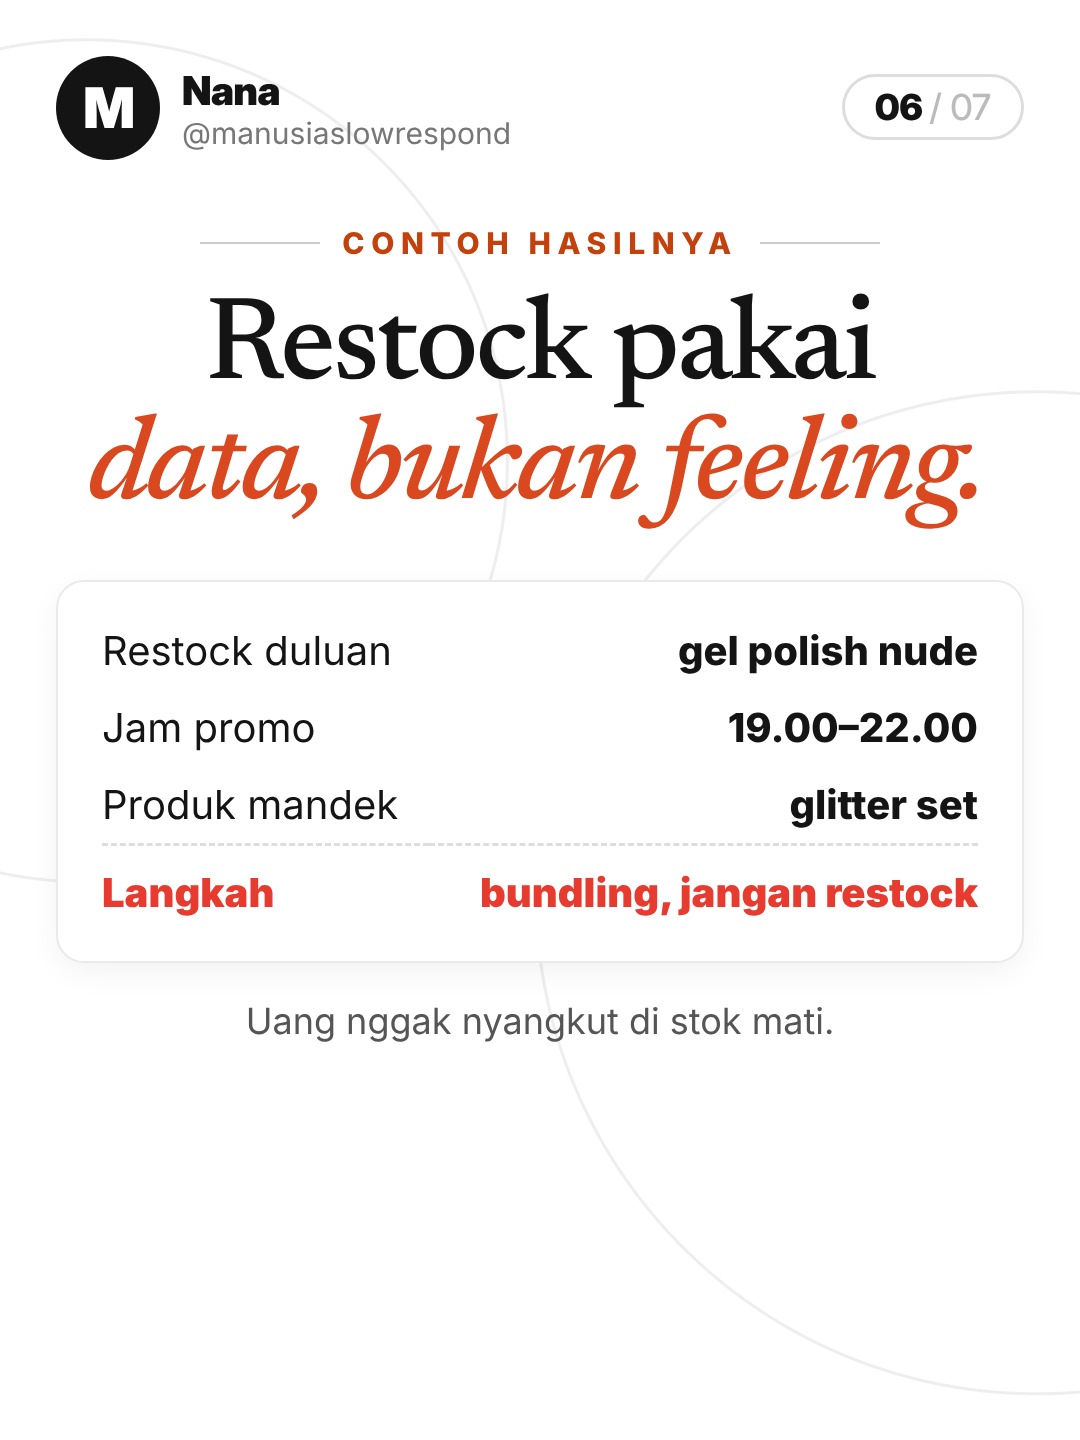 M
Nana
@manusiaslowrespond
06 / 07
CONTOH HASILNYA
Restock pakai
data, bukan feeling.
Restock duluan gel polish nude
Jam promo 19.00–22.00
Produk mandek glitter set
Langkah bundling, jangan restock
Uang nggak nyangkut di stok mati.